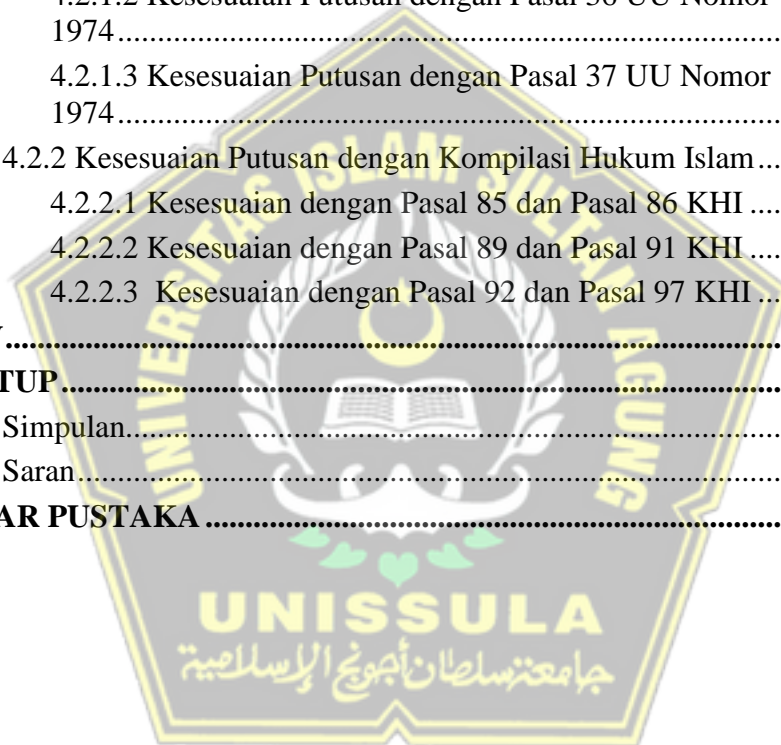 4.2.1.2 Kesesuaian Putusan dengan Pasal 36 UU Nomor
1974
4.2.1.3 Kesesuaian Putusan dengan Pasal 37 UU Nomor
1974
4.2.2 Kesesuaian Putusan dengan Kompilasi Hukum Islam
4.2.2.1 Kesesuaian dengan Pasal 85 dan Pasal 86 KHI
4.2.2.2 Kesesuaian dengan Pasal 89 dan Pasal 91 KHI
4.2.2.3 Kesesuaian dengan Pasal 92 dan Pasal 97 KHI
TUP
Simpulan
Saran
AR PUSTAKA
UNIVERSITAS ISLAM SULTAN AGUNG
UNISSULA
جامعة سلطان أجونج الإسلامية